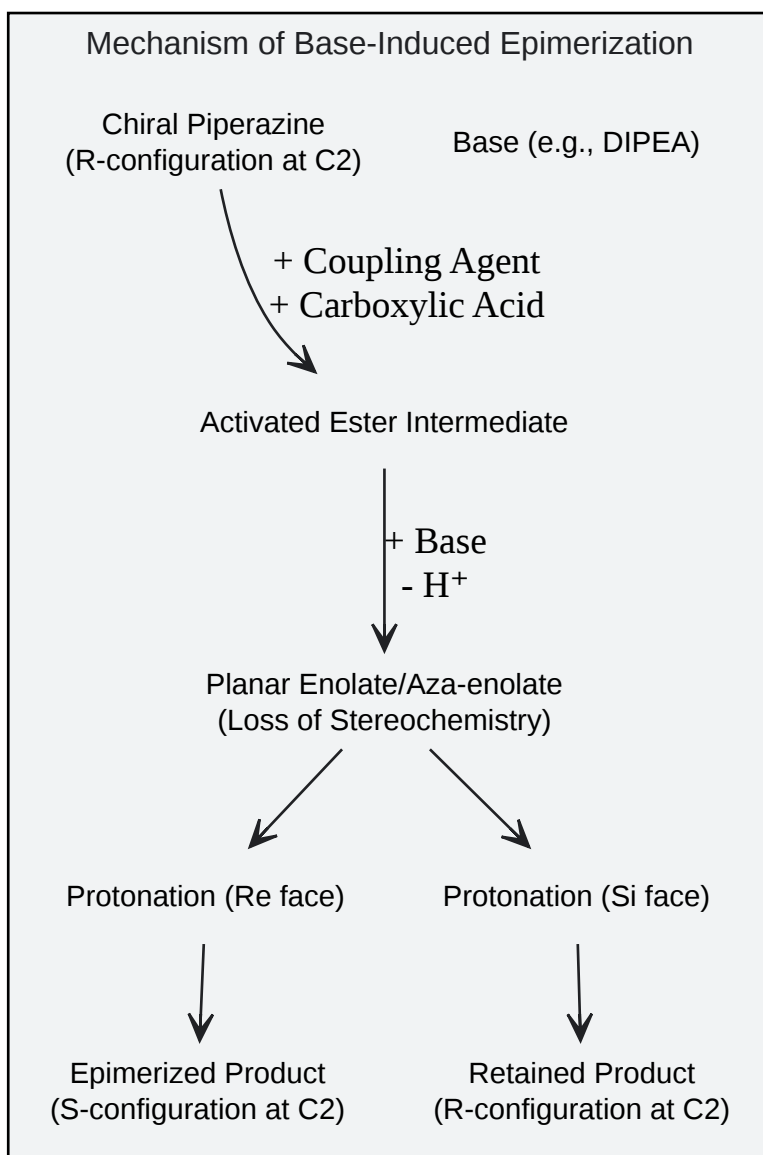 Mechanism of Base-Induced Epimerization
Chiral Piperazine
(R-configuration at C2)
Base (e.g., DIPEA)
+ Coupling Agent
+ Carboxylic Acid
Activated Ester Intermediate
+ Base
- H⁺
Planar Enolate/Aza-enolate
(Loss of Stereochemistry)
Protonation (Re face)
Protonation (Si face)
Epimerized Product
(S-configuration at C2)
Retained Product
(R-configuration at C2)